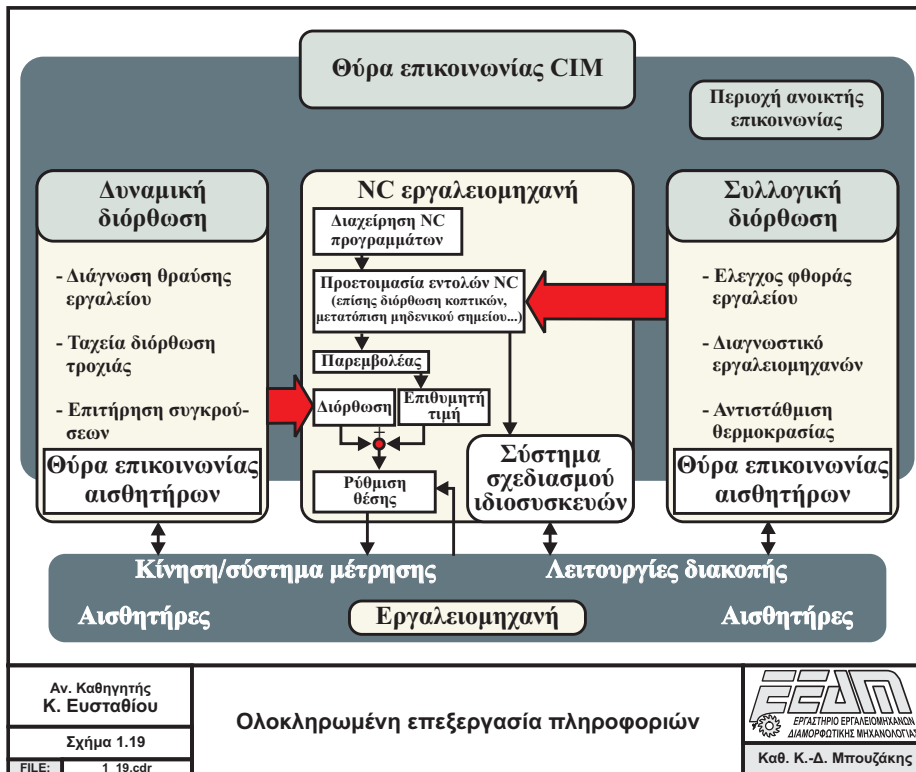 Θύρα επικοινωνίας CIM
Περιοχή ανοικτής
επικοινωνίας
Δυναμική
διόρθωση
- Διάγνωση θραύσης
εργαλείου
- Ταχεία διόρθωση
τροχιάς
- Επιτήρηση συγκρού-
σεων
Θύρα επικοινωνίας
αισθητήρων
NC εργαλειομηχανή
Διαχείρηση NC
προγραμμάτων
Προετοιμασία εντολών NC
(επίσης διόρθωση κοπτικών,
μετατόπιση μηδενικού σημείου...)
Παρεμβολέας
Διόρθωση
Επιθυμητή
τιμή
+
Ρύθμιση
θέσης
Σύστημα
σχεδιασμού
ιδιοσυσκευών
Συλλογική
διόρθωση
- Ελεγχος φθοράς
εργαλείου
- Διαγνωστικό
εργαλειομηχανών
- Αντιστάθμιση
θερμοκρασίας
Θύρα επικοινωνίας
αισθητήρων
Κίνηση/σύστημα μέτρησης
Λειτουργίες διακοπής
Αισθητήρες
Εργαλειομηχανή
Αισθητήρες
Αν. Καθηγητής
Κ. Ευσταθίου
Σχήμα 1.19
FILE: 1_19.cdr
Ολοκληρωμένη επεξεργασία πληροφοριών
ΕΕΔΜ
ΕΡΓΑΣΤΗΡΙΟ ΕΡΓΑΛΕΙΟΜΗΧΑΝΩΝ
ΔΙΑΜΟΡΦΩΤΙΚΗΣ ΜΗΧΑΝΟΛΟΓΙΑΣ
Καθ. Κ.-Δ. Μπουζάκης